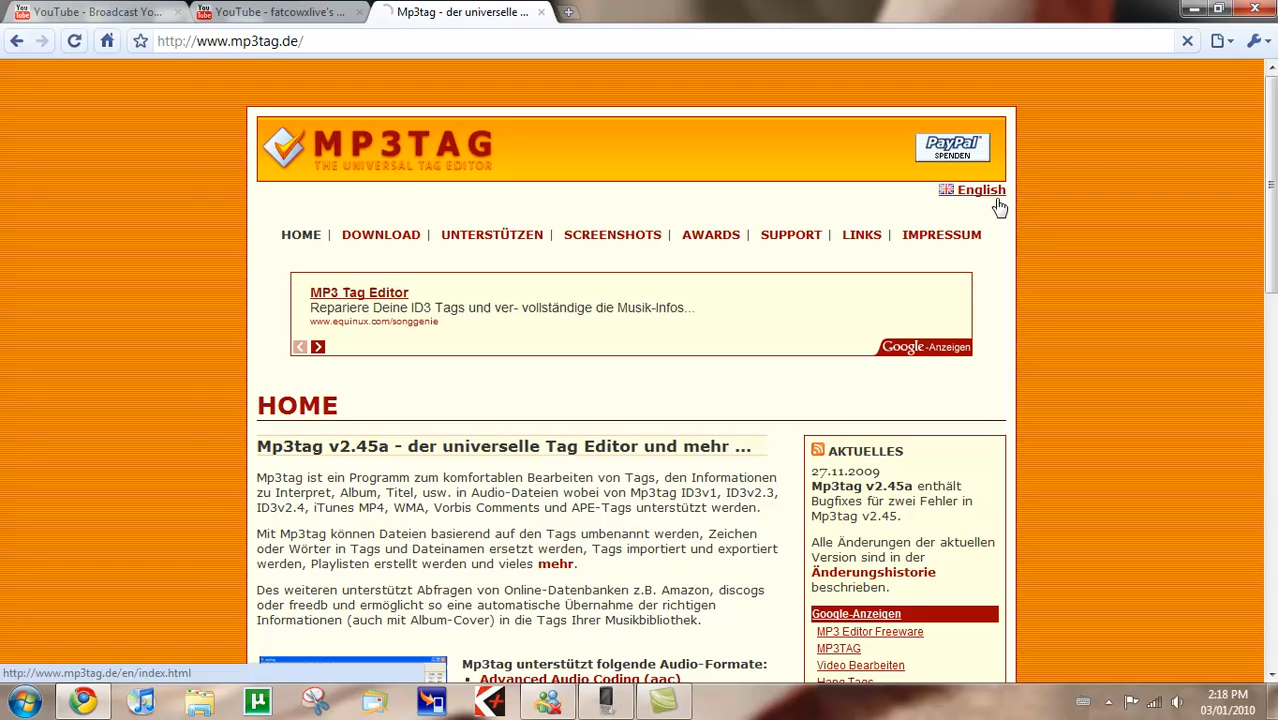 YouTube - Broadcast Yo...
YouTube - fatcowxlive's ...
Mp3tag - der universelle ...
http://www.mp3tag.de/
MP3TAG
THE UNIVERSAL TAG EDITOR
PayPal
SPENDEN
English
HOME | DOWNLOAD | UNTERSTÜTZEN | SCREENSHOTS | AWARDS | SUPPORT | LINKS | IMPRESSUM
MP3 Tag Editor
Repariere Deine ID3 Tags und ver- vollständige die Musik-Infos...
www.equinux.com/songgenie
Google-Anzeigen
HOME
Mp3tag v2.45a - der universelle Tag Editor und mehr ...
Mp3tag ist ein Programm zum komfortablen Bearbeiten von Tags, den Informationen
zu Interpret, Album, Titel, usw. in Audio-Dateien wobei von Mp3tag ID3v1, ID3v2.3,
ID3v2.4, iTunes MP4, WMA, Vorbis Comments und APE-Tags unterstützt werden.
Mit Mp3tag können Dateien basierend auf den Tags umbenannt werden, Zeichen
oder Wörter in Tags und Dateinamen ersetzt werden, Tags importiert und exportiert
werden, Playlisten erstellt werden und vieles mehr.
Des weiteren unterstützt Abfragen von Online-Datenbanken z.B. Amazon, discogs
oder freedb und ermöglicht so eine automatische Übernahme der richtigen
Informationen (auch mit Album-Cover) in die Tags Ihrer Musikbibliothek.
Mp3tag unterstützt folgende Audio-Formate:
Advanced Audio Coding (aac)
AKTUELLES
27.11.2009
Mp3tag v2.45a enthält
Bugfixes für zwei Fehler in
Mp3tag v2.45.
Alle Änderungen der aktuellen
Version sind in der
Änderungshistorie
beschrieben.
Google-Anzeigen
MP3 Editor Freeware
MP3TAG
Video Bearbeiten
Hang Tags
http://www.mp3tag.de/en/index.html
2:18 PM
03/01/2010